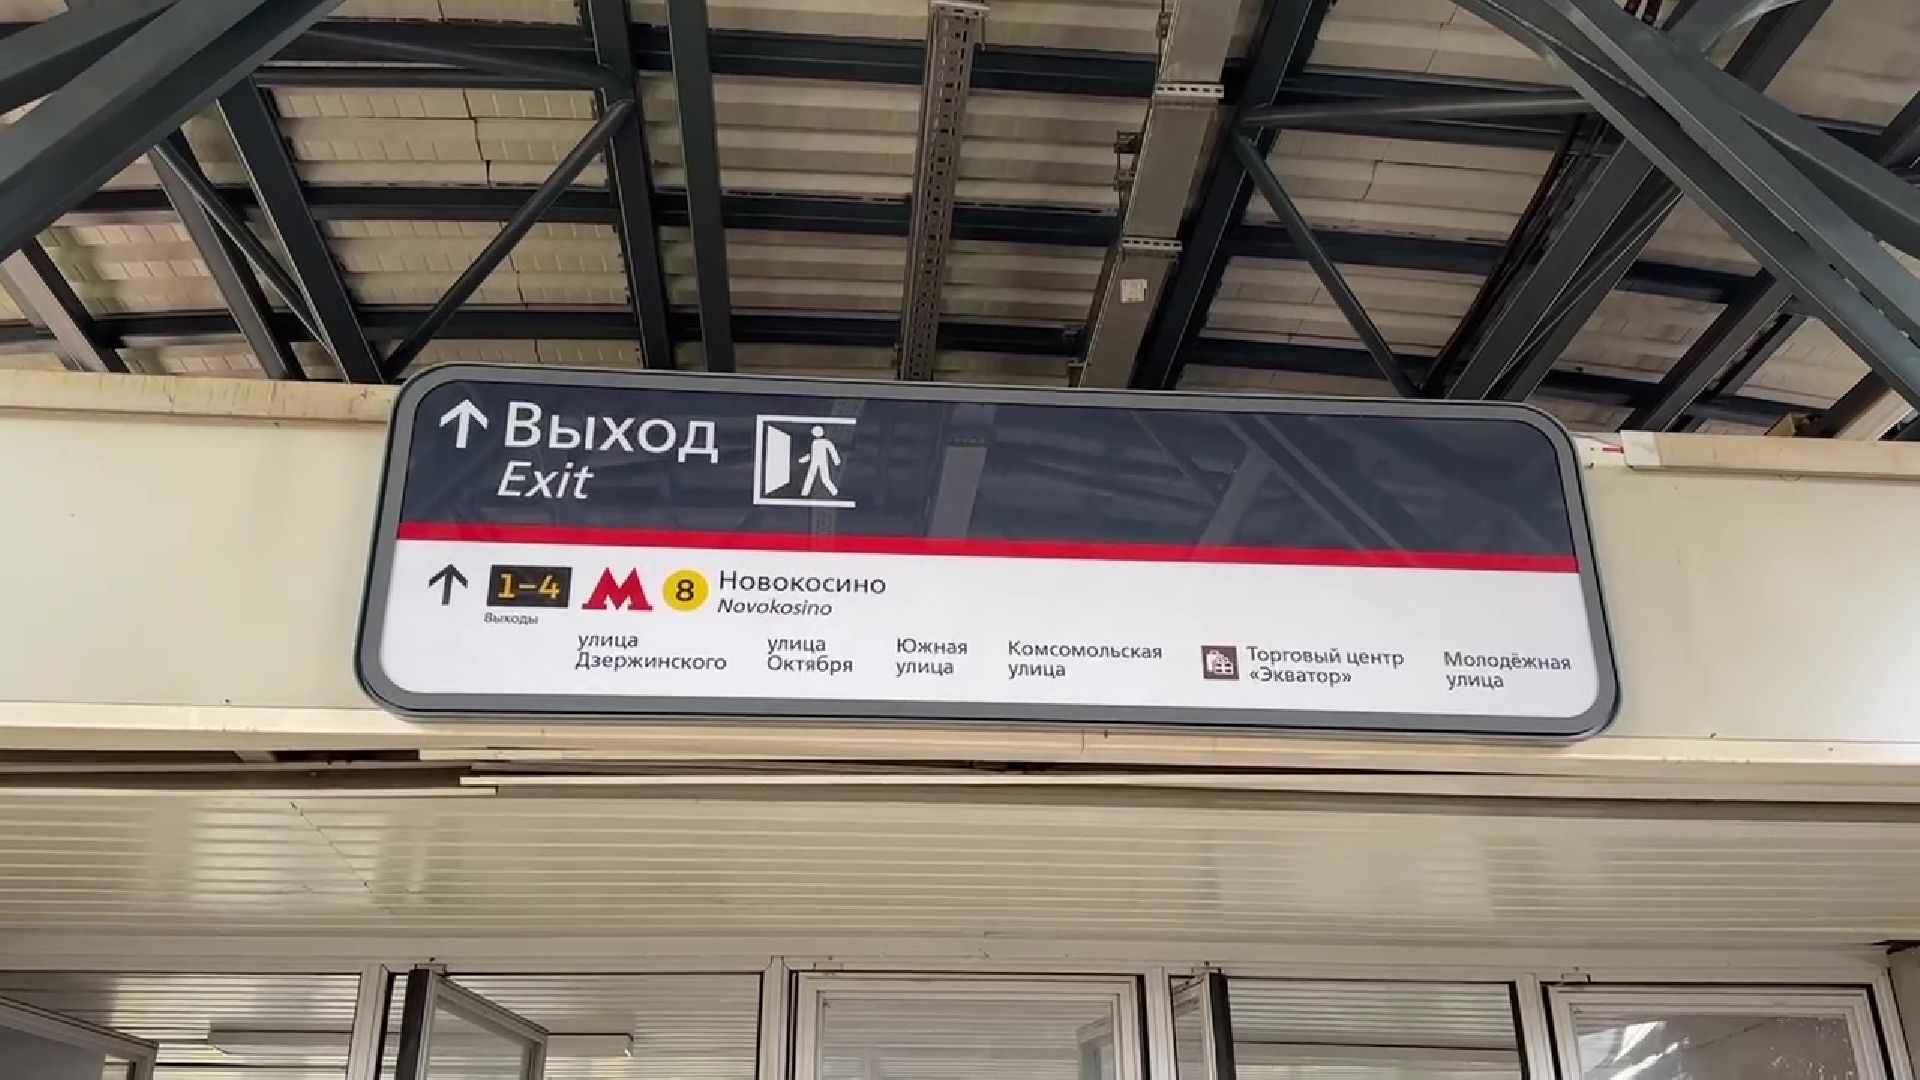 Выход
Exit
1–4
Выходы
М
8
Новокосино
Novokosino
улица
Дзержинского
улица
Октября
Южная
улица
Комсомольская
улица
Торговый центр
«Экватор»
Молодёжная
улица